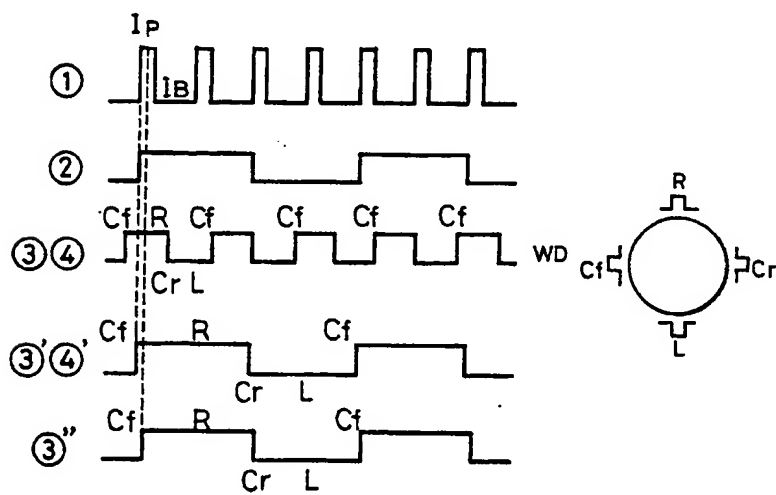 IP
① IB
②
R
Cf R Cf Cf Cf Cf
③④ WD
Cf Cr
Cr L
L
Cf R Cf
③'④'
Cr L
Cf R Cf
③''
Cr L